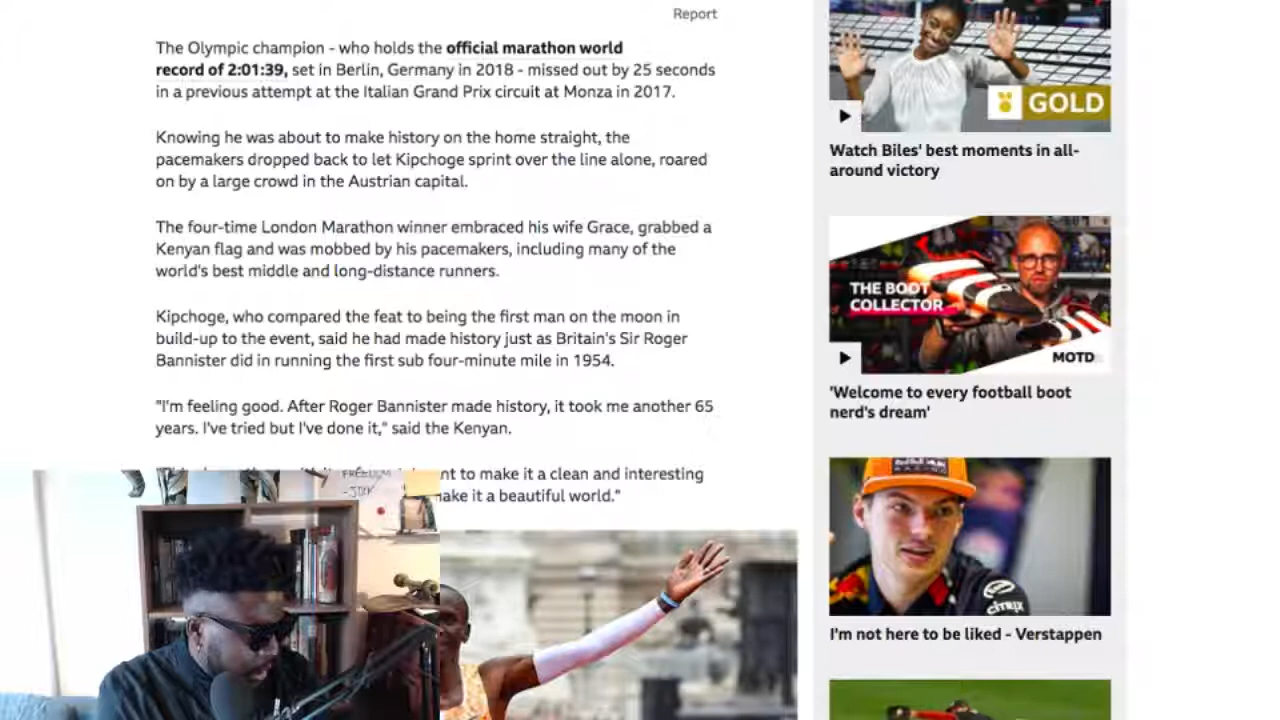 Report
The Olympic champion - who holds the official marathon world
record of 2:01:39, set in Berlin, Germany in 2018 - missed out by 25 seconds
in a previous attempt at the Italian Grand Prix circuit at Monza in 2017.
Knowing he was about to make history on the home straight, the
pacemakers dropped back to let Kipchoge sprint over the line alone, roared
on by a large crowd in the Austrian capital.
The four-time London Marathon winner embraced his wife Grace, grabbed a
Kenyan flag and was mobbed by his pacemakers, including many of the
world's best middle and long-distance runners.
Kipchoge, who compared the feat to being the first man on the moon in
build-up to the event, said he had made history just as Britain's Sir Roger
Bannister did in running the first sub four-minute mile in 1954.
"I'm feeling good. After Roger Bannister made history, it took me another 65
years. I've tried but I've done it," said the Kenyan.
to make it a clean and interesting
make it a beautiful world."
FREEDOM
GOLD
Watch Biles' best moments in all-
around victory
THE BOOT
COLLECTOR
MOTD
'Welcome to every football boot
nerd's dream'
CITRIX
I'm not here to be liked - Verstappen